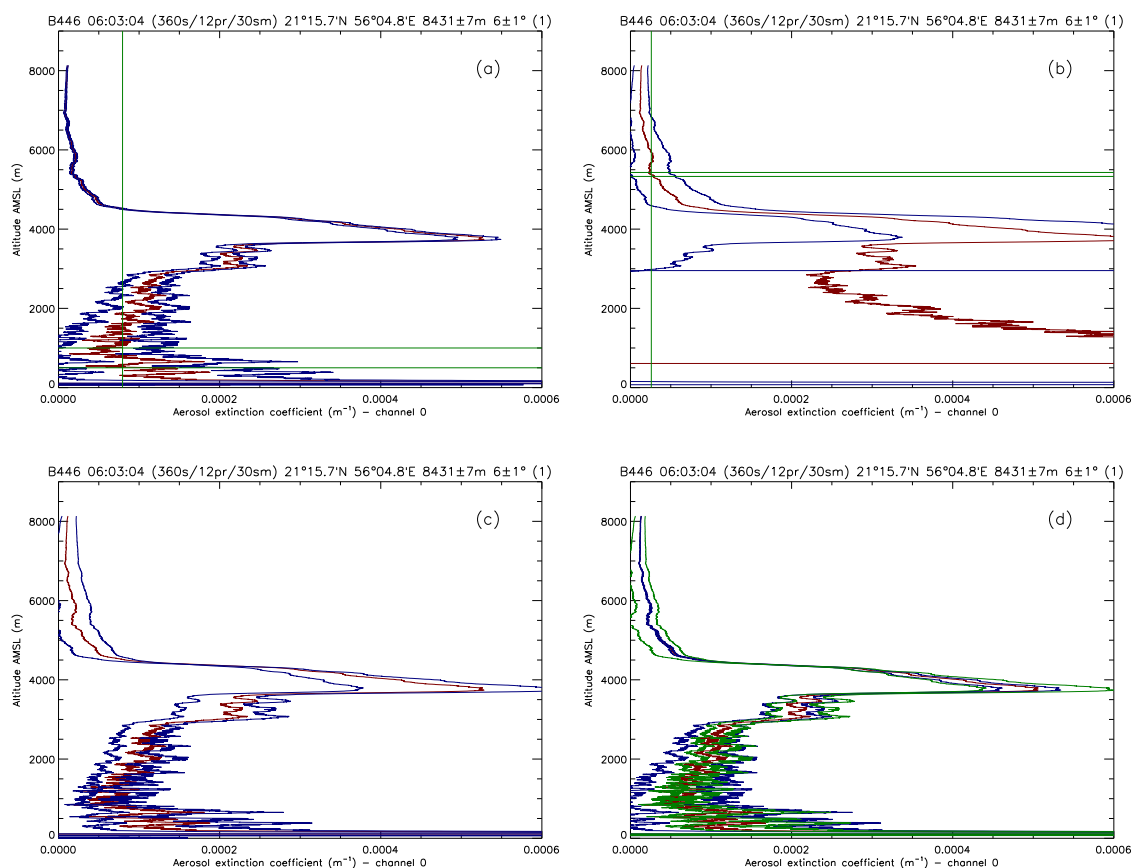 B446 06:03:04 (360s/12pr/30sm) 21°15.7'N 56°04.8'E 8431±7m 6±1° (1)
(a)
Altitude AMSL (m)
8000
6000
4000
2000
0
0.0000 0.0002 0.0004 0.0006
Aerosol extinction coefficient (m⁻¹) – channel 0
B446 06:03:04 (360s/12pr/30sm) 21°15.7'N 56°04.8'E 8431±7m 6±1° (1)
(b)
Altitude AMSL (m)
8000
6000
4000
2000
0
0.0000 0.0002 0.0004 0.0006
Aerosol extinction coefficient (m⁻¹) – channel 0
B446 06:03:04 (360s/12pr/30sm) 21°15.7'N 56°04.8'E 8431±7m 6±1° (1)
(c)
Altitude AMSL (m)
8000
6000
4000
2000
0
0.0000 0.0002 0.0004 0.0006
Aerosol extinction coefficient (m⁻¹) – channel 0
B446 06:03:04 (360s/12pr/30sm) 21°15.7'N 56°04.8'E 8431±7m 6±1° (1)
(d)
Altitude AMSL (m)
8000
6000
4000
2000
0
0.0000 0.0002 0.0004 0.0006
Aerosol extinction coefficient (m⁻¹) – channel 0